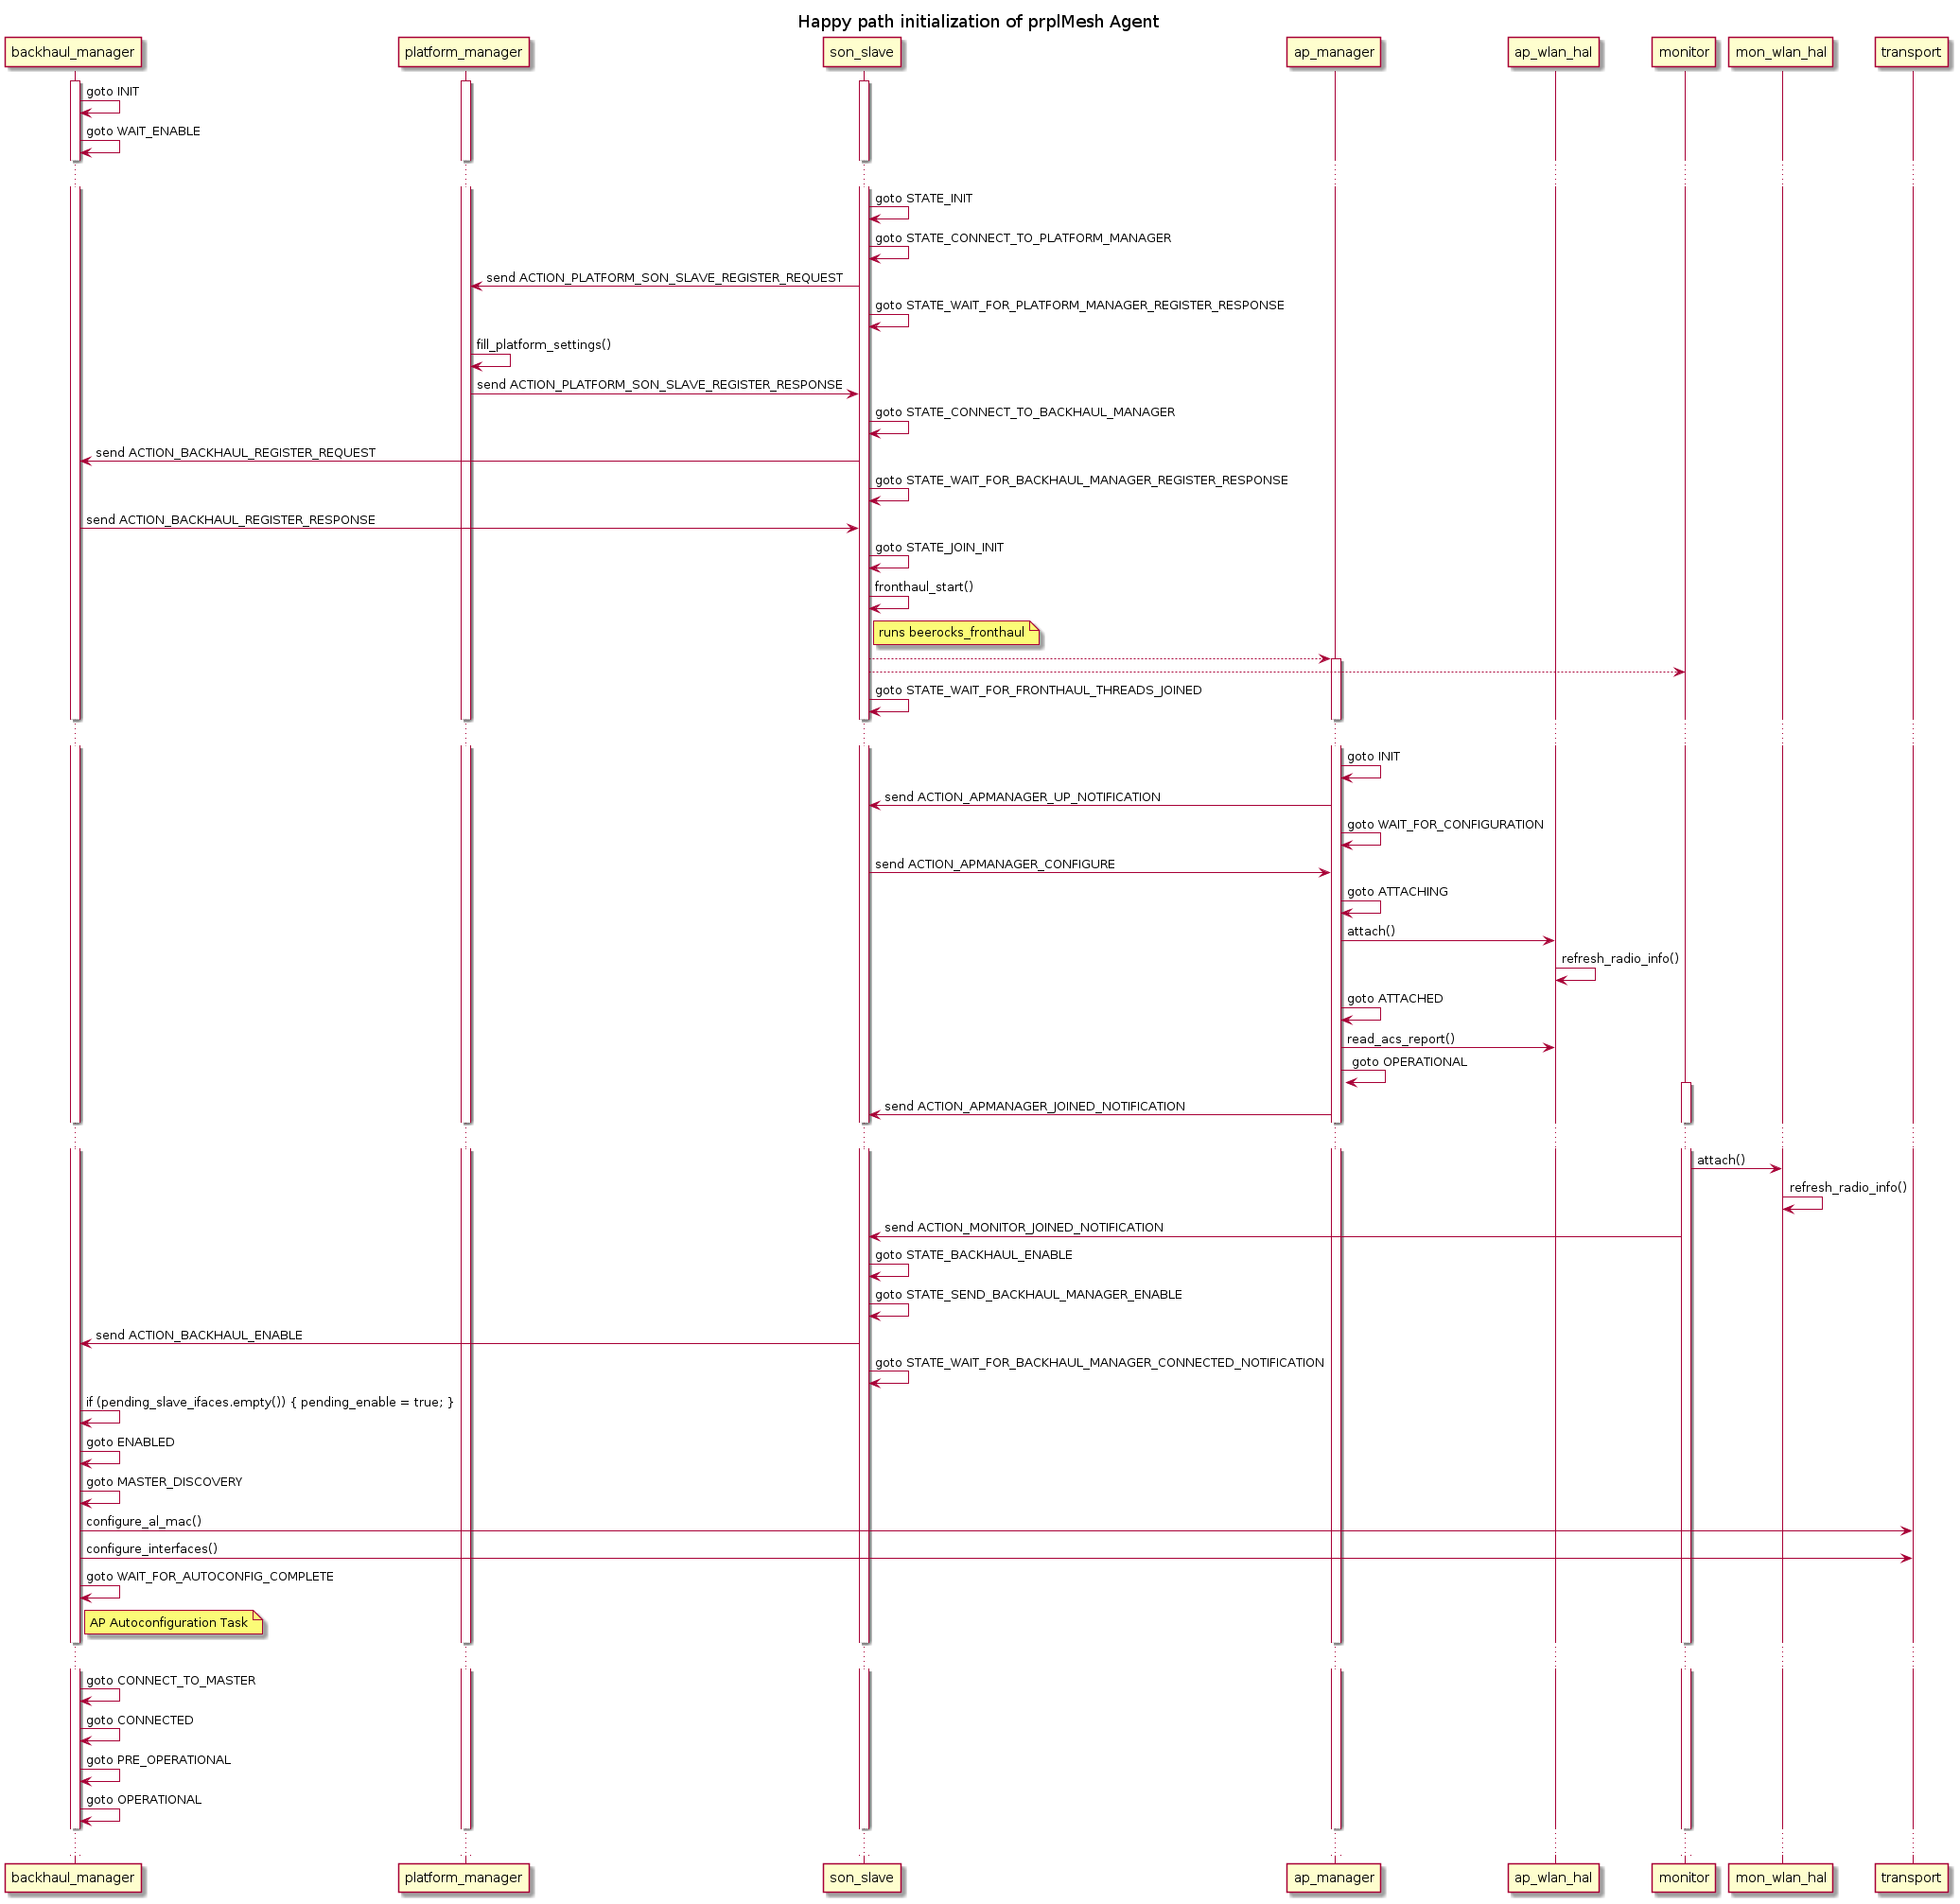 Happy path initialization of prplMesh Agent
backhaul_manager
platform_manager
son_slave
ap_manager
ap_wlan_hal
monitor
mon_wlan_hal
transport
goto INIT
goto WAIT_ENABLE
goto STATE_INIT
goto STATE_CONNECT_TO_PLATFORM_MANAGER
send ACTION_PLATFORM_SON_SLAVE_REGISTER_REQUEST
goto STATE_WAIT_FOR_PLATFORM_MANAGER_REGISTER_RESPONSE
fill_platform_settings()
send ACTION_PLATFORM_SON_SLAVE_REGISTER_RESPONSE
goto STATE_CONNECT_TO_BACKHAUL_MANAGER
send ACTION_BACKHAUL_REGISTER_REQUEST
goto STATE_WAIT_FOR_BACKHAUL_MANAGER_REGISTER_RESPONSE
send ACTION_BACKHAUL_REGISTER_RESPONSE
goto STATE_JOIN_INIT
fronthaul_start()
runs beerocks_fronthaul
goto STATE_WAIT_FOR_FRONTHAUL_THREADS_JOINED
goto INIT
send ACTION_APMANAGER_UP_NOTIFICATION
goto WAIT_FOR_CONFIGURATION
send ACTION_APMANAGER_CONFIGURE
goto ATTACHING
attach()
refresh_radio_info()
goto ATTACHED
read_acs_report()
goto OPERATIONAL
send ACTION_APMANAGER_JOINED_NOTIFICATION
attach()
refresh_radio_info()
send ACTION_MONITOR_JOINED_NOTIFICATION
goto STATE_BACKHAUL_ENABLE
goto STATE_SEND_BACKHAUL_MANAGER_ENABLE
send ACTION_BACKHAUL_ENABLE
goto STATE_WAIT_FOR_BACKHAUL_MANAGER_CONNECTED_NOTIFICATION
if (pending_slave_ifaces.empty()) { pending_enable = true; }
goto ENABLED
goto MASTER_DISCOVERY
configure_al_mac()
configure_interfaces()
goto WAIT_FOR_AUTOCONFIG_COMPLETE
AP Autoconfiguration Task
goto CONNECT_TO_MASTER
goto CONNECTED
goto PRE_OPERATIONAL
goto OPERATIONAL
backhaul_manager
platform_manager
son_slave
ap_manager
ap_wlan_hal
monitor
mon_wlan_hal
transport